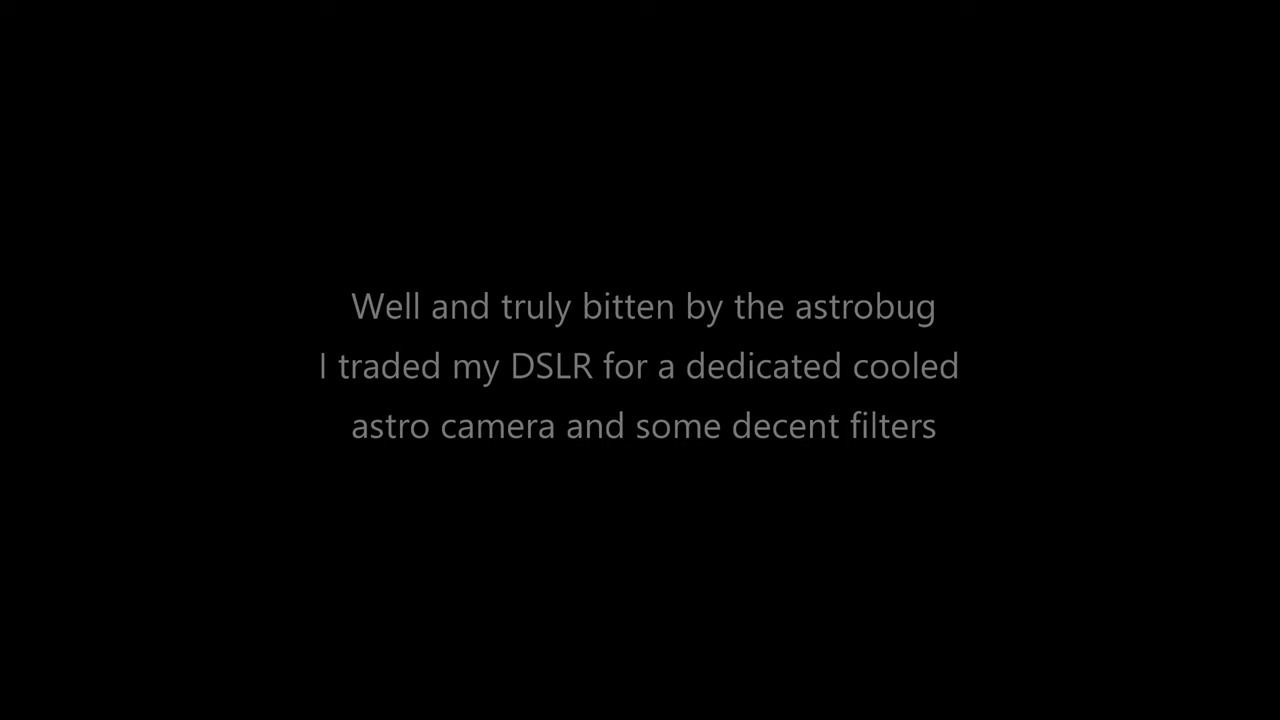 Well and truly bitten by the astrobug
I traded my DSLR for a dedicated cooled
astro camera and some decent filters